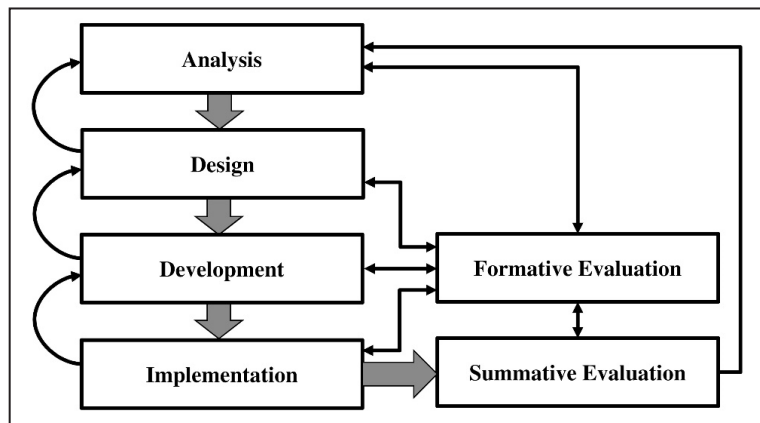 Analysis
Design
Development
Formative Evaluation
Implementation
Summative Evaluation